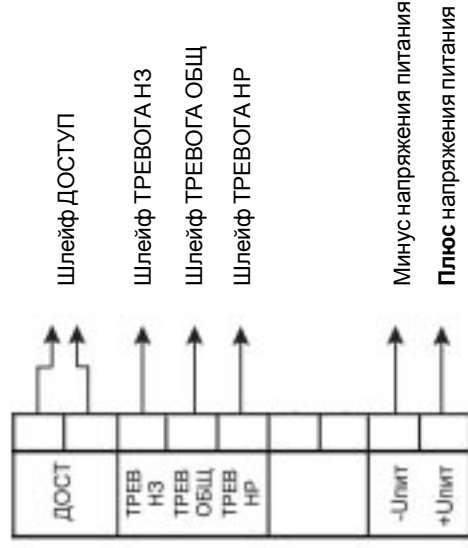 ДОСТ
ТРЕВ
НЗ
ТРЕВ
ОБЩ
ТРЕВ
НР
-Uпит
+Uпит
Шлейф ДОСТУП
Шлейф ТРЕВОГА НЗ
Шлейф ТРЕВОГА ОБЩ
Шлейф ТРЕВОГА НР
Минус напряжения питания
Плюс напряжения питания